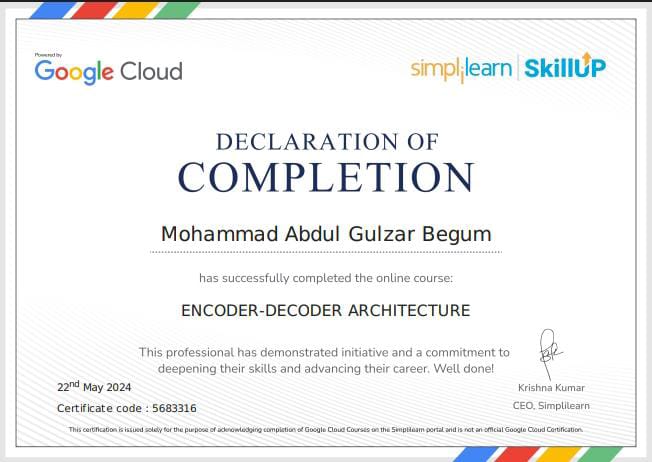 Powered by
Google Cloud
simplilearn | SkillUP
DECLARATION OF
COMPLETION
Mohammad Abdul Gulzar Begum
has successfully completed the online course:
ENCODER-DECODER ARCHITECTURE
This professional has demonstrated initiative and a commitment to
deepening their skills and advancing their career. Well done!
22nd May 2024
Certificate code : 5683316
Krishna Kumar
CEO, Simplilearn
This certification is issued solely for the purpose of acknowledging completion of Google Cloud Courses on the Simplilearn portal and is not an official Google Cloud Certification.